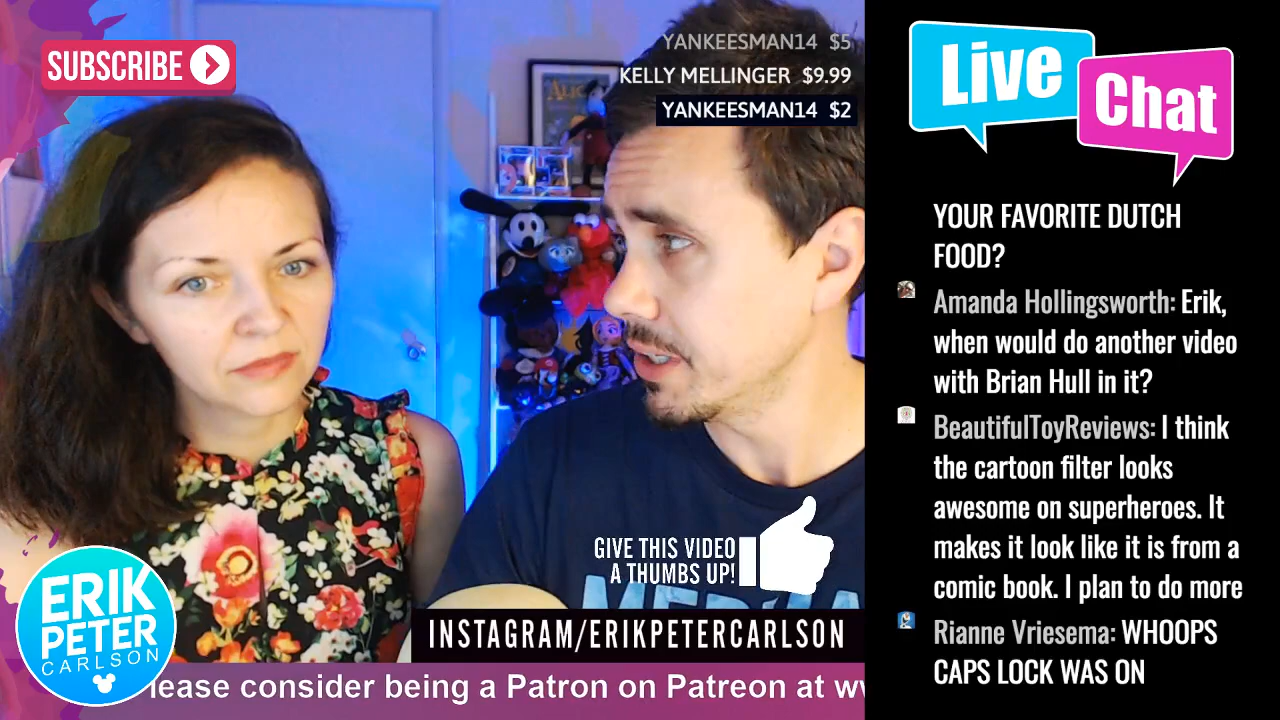 SUBSCRIBE
YANKEESMAN14 $5
KELLY MELLINGER $9.99
YANKEESMAN14 $2
Live
Chat
YOUR FAVORITE DUTCH
FOOD?
Amanda Hollingsworth: Erik,
when would do another video
with Brian Hull in it?
BeautifulToyReviews: I think
the cartoon filter looks
awesome on superheroes. It
makes it look like it is from a
comic book. I plan to do more
Rianne Vriesema: WHOOPS
CAPS LOCK WAS ON
GIVE THIS VIDEO
A THUMBS UP!
ERIK
PETER
CARLSON
INSTAGRAM/ERIKPETERCARLSON
lease consider being a Patron on Patreon at w